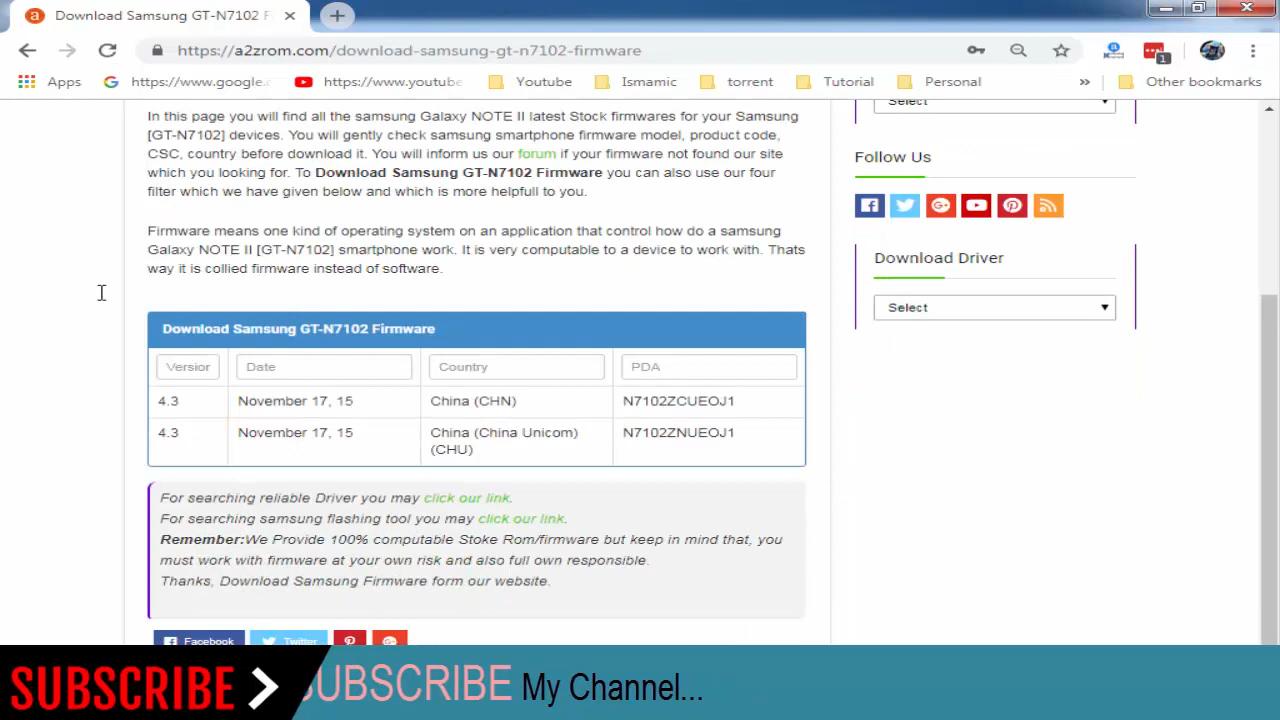 Download Samsung GT-N7102 F
https://a2zrom.com/download-samsung-gt-n7102-firmware
1
Apps
https://www.google.c
https://www.youtube
Youtube
Ismamic
torrent
Tutorial
Personal
»
Other bookmarks
In this page you will find all the samsung Galaxy NOTE II latest Stock firmwares for your Samsung
[GT-N7102] devices. You will gently check samsung smartphone firmware model, product code,
CSC, country before download it. You will inform us our forum if your firmware not found our site
which you looking for. To Download Samsung GT-N7102 Firmware you can also use our four
filter which we have given below and which is more helpfull to you.
Firmware means one kind of operating system on an application that control how do a samsung
Galaxy NOTE II [GT-N7102] smartphone work. It is very computable to a device to work with. Thats
way it is collied firmware instead of software.
Download Samsung GT-N7102 Firmware
Versior Date Country PDA
4.3 November 17, 15 China (CHN) N7102ZCUEOJ1
4.3 November 17, 15 China (China Unicom) N7102ZNUEOJ1
(CHU)
For searching reliable Driver you may click our link.
For searching samsung flashing tool you may click our link.
Remember:We Provide 100% computable Stoke Rom/firmware but keep in mind that, you
must work with firmware at your own risk and also full own responsible.
Thanks, Download Samsung Firmware form our website.
Facebook
Twitter
Select
Follow Us
Download Driver
Select
SUBSCRIBE
SUBSCRIBE My Channel...